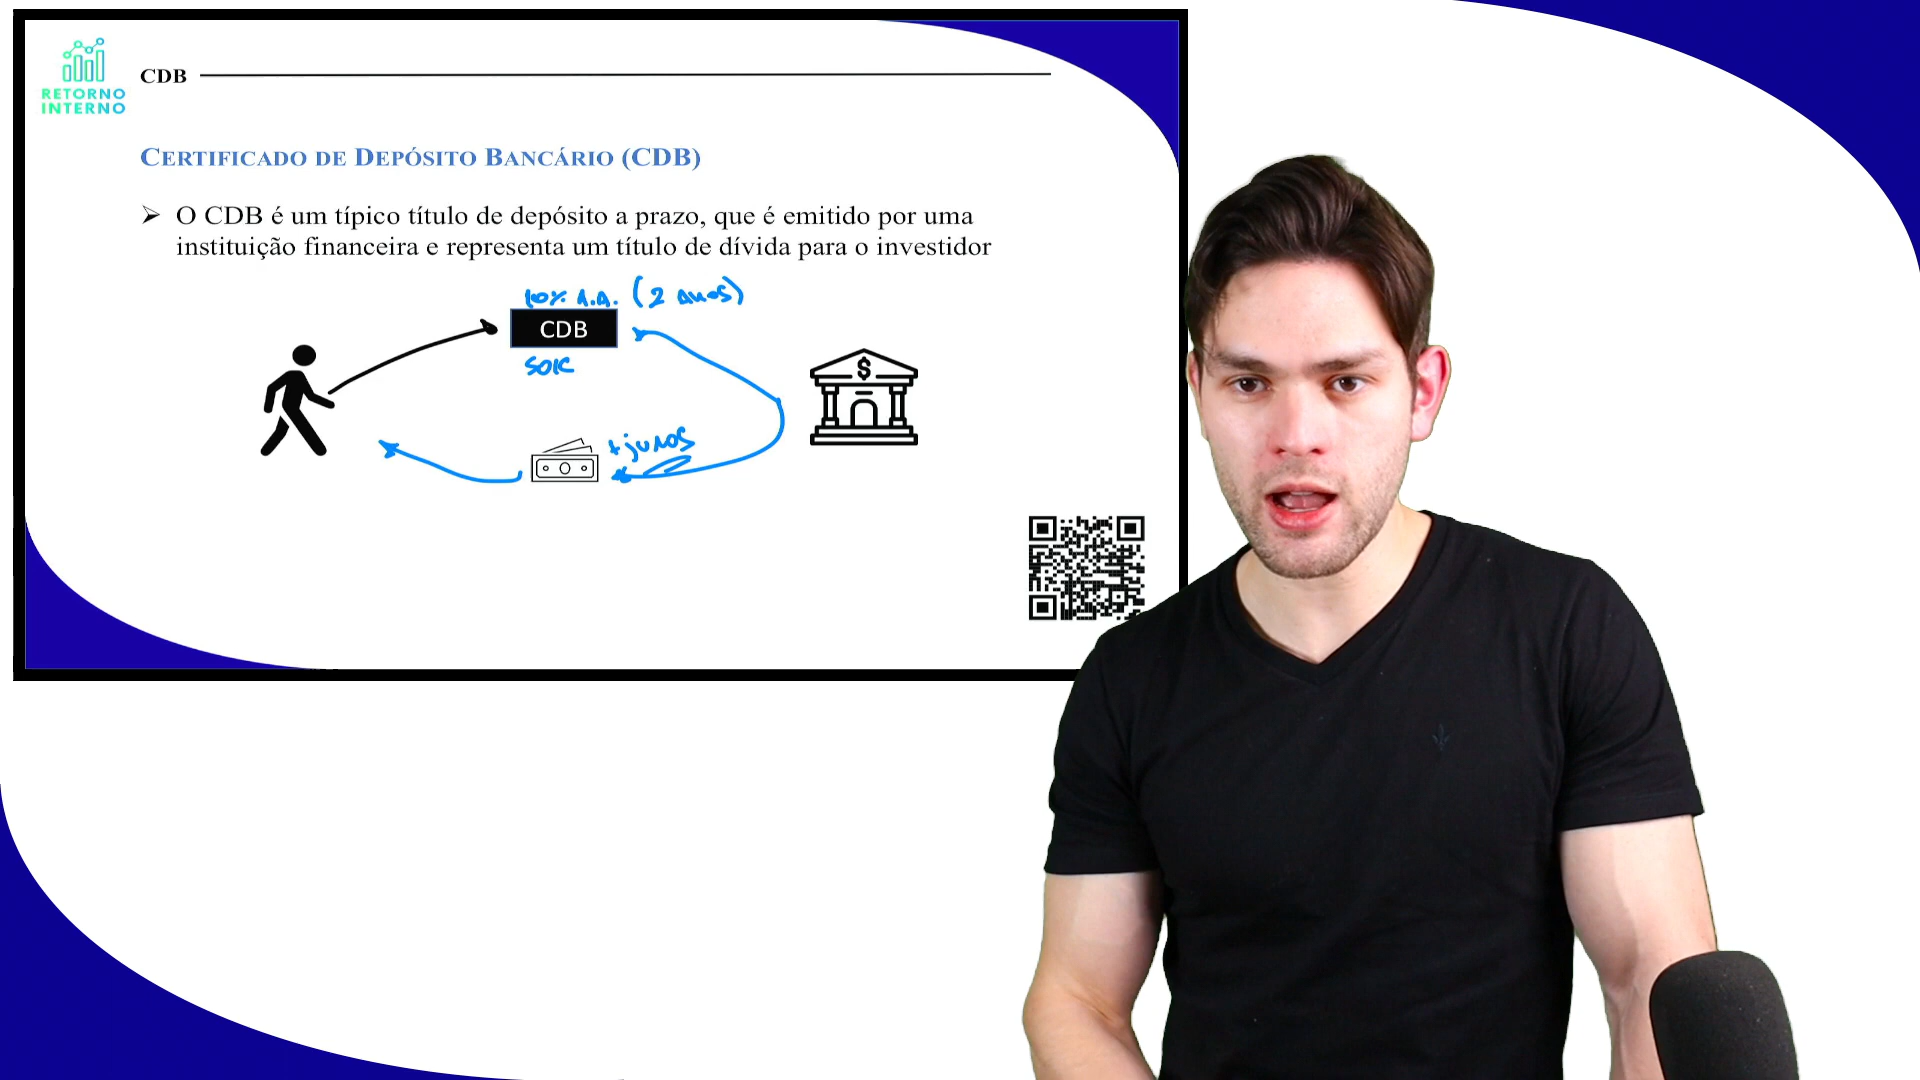 RETORNO
INTERNO
CDB
CERTIFICADO DE DEPÓSITO BANCÁRIO (CDB)
➤ O CDB é um típico título de depósito a prazo, que é emitido por uma
instituição financeira e representa um título de dívida para o investidor
10% A.A. (2 anos)
CDB
50K
$
+ juros